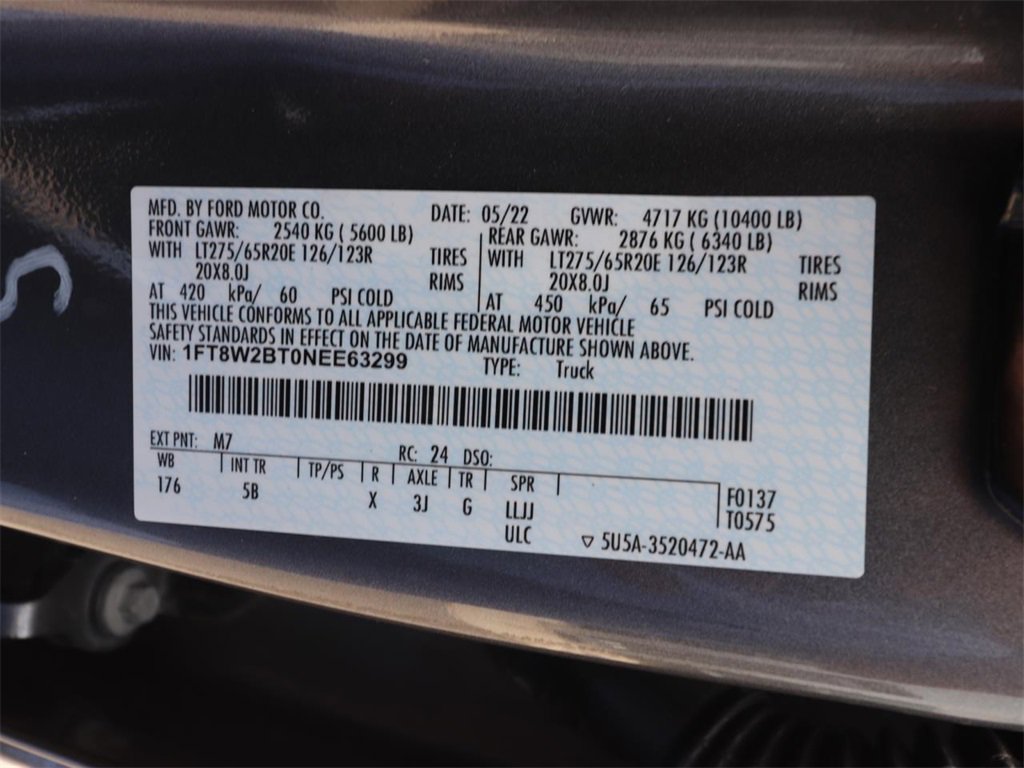 MFD. BY FORD MOTOR CO. DATE: 05/22 GVWR: 4717 KG (10400 LB)
FRONT GAWR: 2540 KG ( 5600 LB) REAR GAWR: 2876 KG ( 6340 LB)
WITH LT275/65R20E 126/123R TIRES WITH LT275/65R20E 126/123R TIRES
20X8.0J RIMS 20X8.0J RIMS
AT 420 kPa/ 60 PSI COLD AT 450 kPa/ 65 PSI COLD
THIS VEHICLE CONFORMS TO ALL APPLICABLE FEDERAL MOTOR VEHICLE
SAFETY STANDARDS IN EFFECT ON THE DATE OF MANUFACTURE SHOWN ABOVE.
VIN: 1FT8W2BT0NEE63299 TYPE: Truck
EXT PNT: M7 RC: 24 DSO:
WB INT TR TP/PS R AXLE TR SPR
176 5B X 3J G LLJJ F0137
ULC T0575
▽ 5U5A-3520472-AA